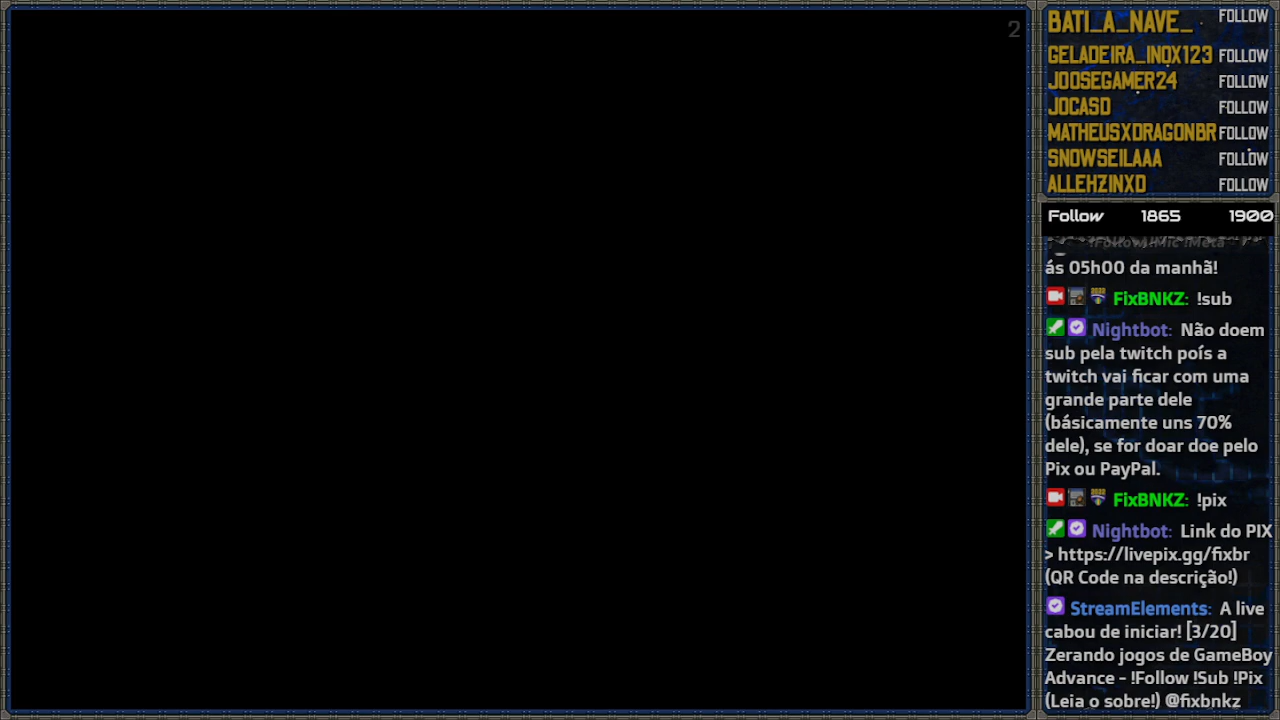 2
BATI_A_NAVE_ FOLLOW
GELADEIRA_INOX123 FOLLOW
JOOSEGAMER24 FOLLOW
JOCASD FOLLOW
MATHEUSXDRAGONBR FOLLOW
SNOWSEILAAA FOLLOW
ALLEHZINXD FOLLOW
Follow 1865 1900
!Follow !Mic !Meta
ás 05h00 da manhã!
FixBNKZ: !sub
Nightbot: Não doem
sub pela twitch poís a
twitch vai ficar com uma
grande parte dele
(básicamente uns 70%
dele), se for doar doe pelo
Pix ou PayPal.
FixBNKZ: !pix
Nightbot: Link do PIX
> https://livepix.gg/fixbr
(QR Code na descrição!)
StreamElements: A live
cabou de iniciar! [3/20]
Zerando jogos de GameBoy
Advance - !Follow !Sub !Pix
(Leia o sobre!) @fixbnkz